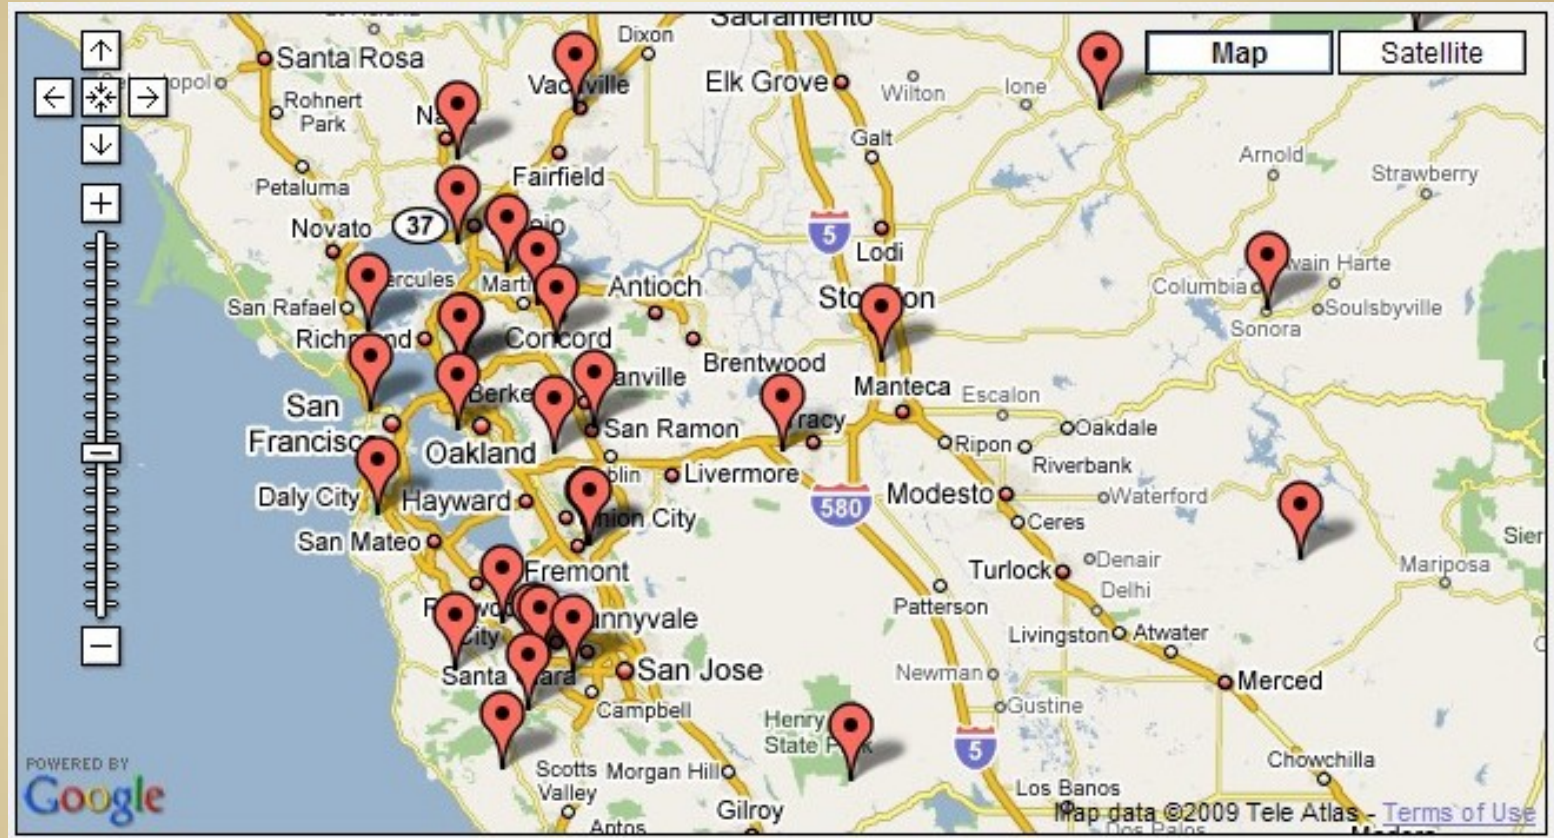 Sacramento
Dixon
Santa Rosa
Elk Grove
Wilton
Ione
Map
Satellite
Rohnert
Park
Galt
Arnold
Fairfield
Petaluma
Strawberry
37
Novato
5
Lodi
Antioch
Columbia
San Rafael
Soulsbyville
Sonora
Concord
Brentwood
Manteca
Escalon
San
Francisco
Oakland
San Ramon
Oakdale
Ripon
Riverbank
Livermore
Daly City
Hayward
580
Modesto
Waterford
Ceres
San Mateo
Fremont
Turlock
Denair
Mariposa
Delhi
Patterson
Livingston
Atwater
San Jose
Newman
Merced
Campbell
Gustine
Henry
State
5
POWERED BY
Google
Scotts
Valley
Morgan Hill
Chowchilla
Los Banos
Gilroy
Map data ©2009 Tele Atlas - Terms of Use